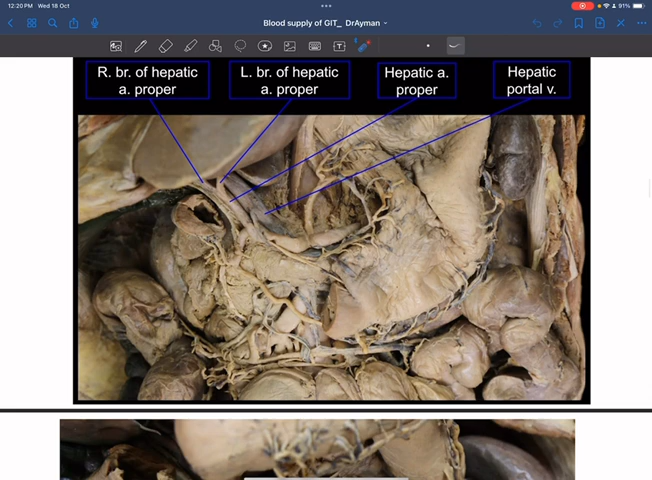 12:20 PM Wed 18 Oct
91%
Blood supply of GIT_ DrAyman
R. br. of hepatic
a. proper
L. br. of hepatic
a. proper
Hepatic a.
proper
Hepatic
portal v.